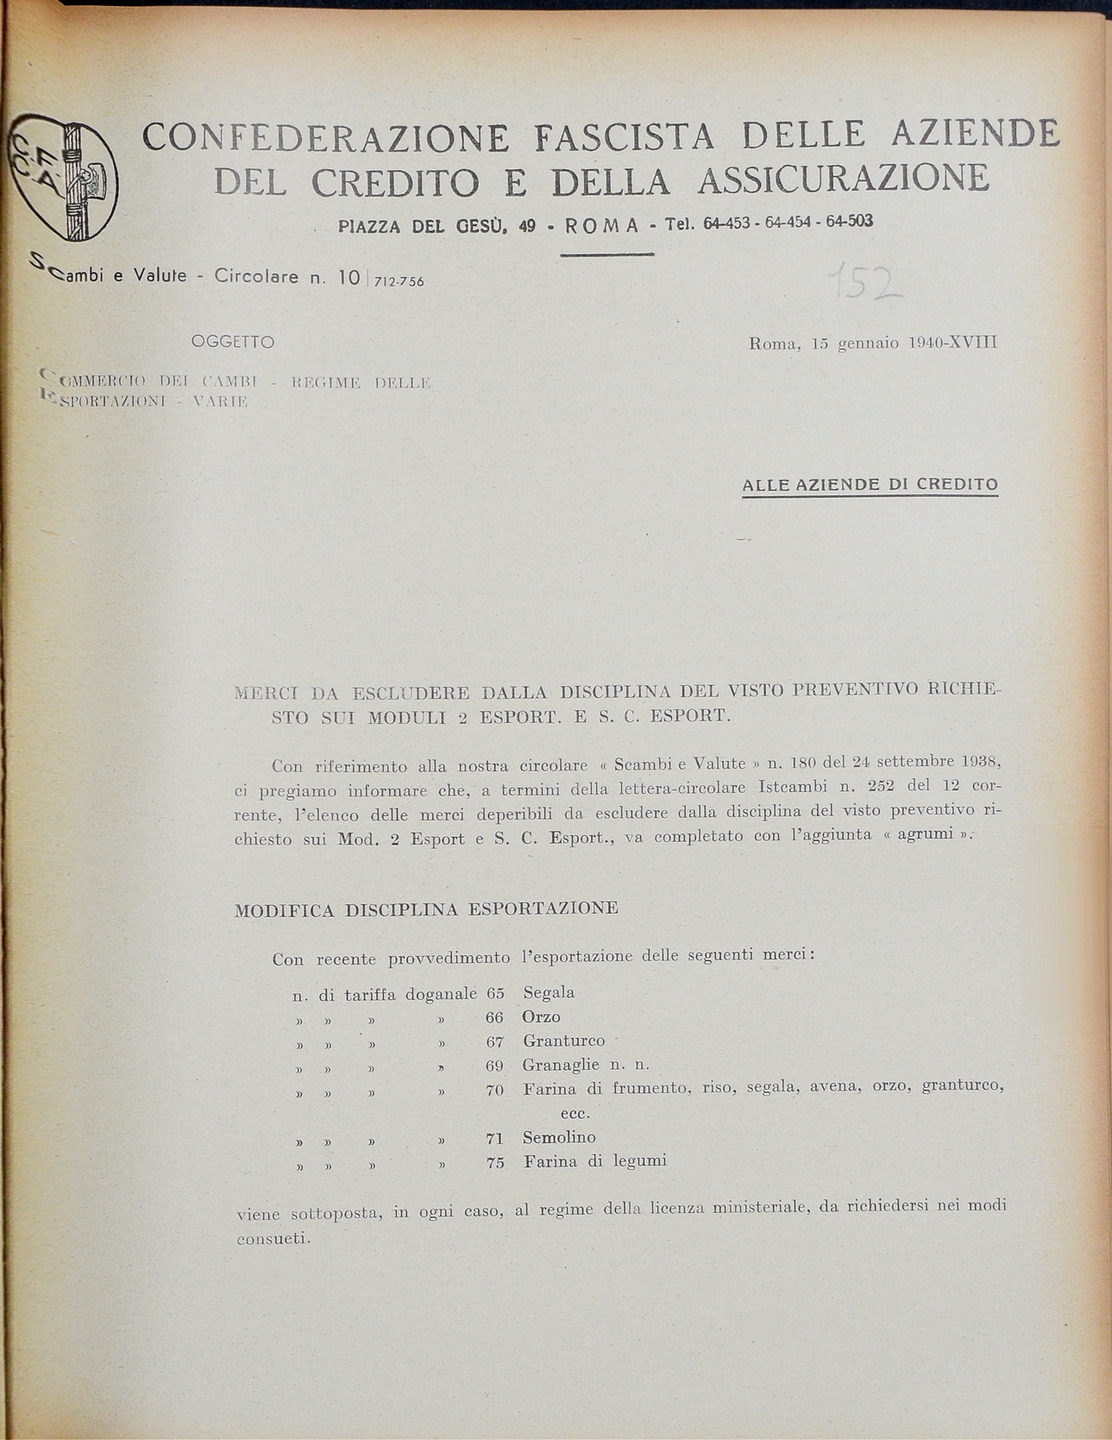 CONFEDERAZIONE FASCISTA DELLE AZIENDE
DEL CREDITO E DELLA ASSICURAZIONE
PIAZZA DEL GESÙ, 49 - ROMA - Tel. 64-453 - 64-454 - 64-503
Scambi e Valute - Circolare n. 10 | 712-756
152
OGGETTO
Roma, 15 gennaio 1940-XVIII
COMMERCIO DEI CAMBI - REGIME DELLE
ESPORTAZIONI - VARIE
ALLE AZIENDE DI CREDITO
MERCI DA ESCLUDERE DALLA DISCIPLINA DEL VISTO PREVENTIVO RICHIE-
STO SUI MODULI 2 ESPORT. E S. C. ESPORT.
Con riferimento alla nostra circolare « Scambi e Valute » n. 180 del 24 settembre 1938,
ci pregiamo informare che, a termini della lettera-circolare Istcambi n. 252 del 12 cor-
rente, l'elenco delle merci deperibili da escludere dalla disciplina del visto preventivo ri-
chiesto sui Mod. 2 Esport e S. C. Esport., va completato con l'aggiunta « agrumi ».
MODIFICA DISCIPLINA ESPORTAZIONE
Con recente provvedimento l'esportazione delle seguenti merci:
n. di tariffa doganale 65 Segala
» » » » 66 Orzo
» » » » 67 Granturco
» » » » 69 Granaglie n. n.
» » » » 70 Farina di frumento, riso, segala, avena, orzo, granturco,
ecc.
» » » » 71 Semolino
» » » » 75 Farina di legumi
viene sottoposta, in ogni caso, al regime della licenza ministeriale, da richiedersi nei modi
consueti.